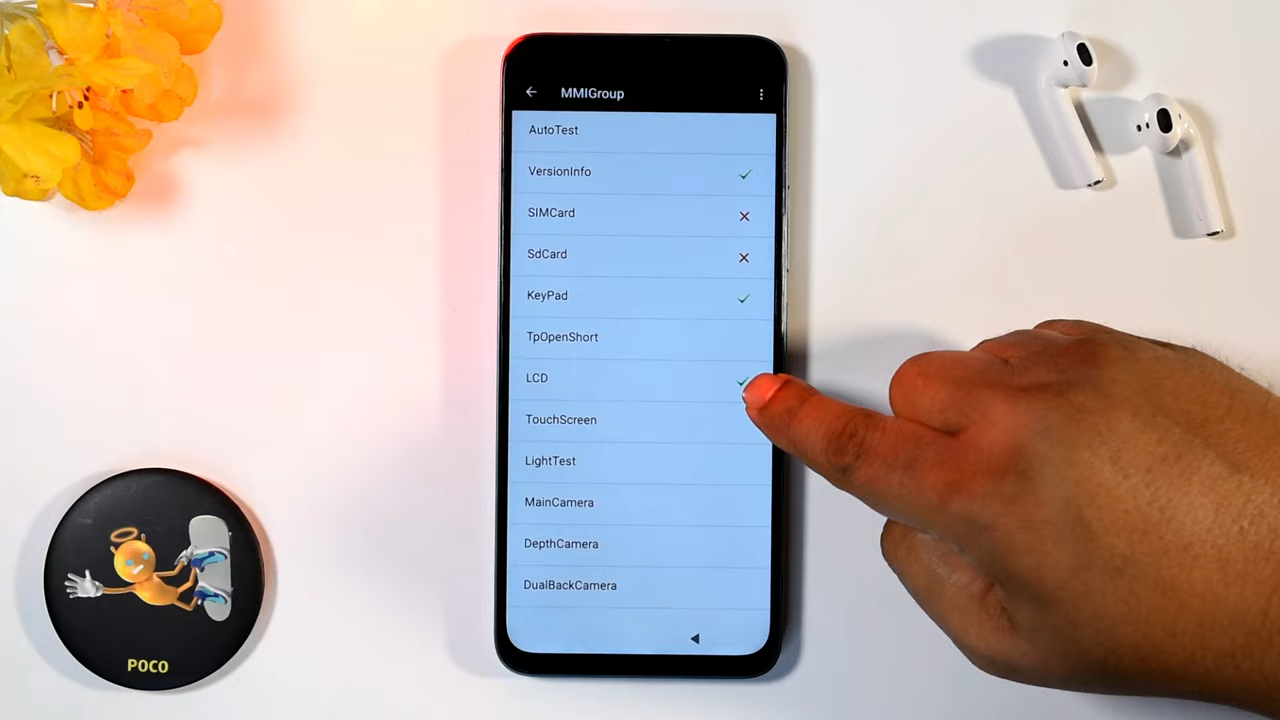 MMIGroup
AutoTest
VersionInfo
SIMCard
SdCard
KeyPad
TpOpenShort
LCD
TouchScreen
LightTest
MainCamera
DepthCamera
DualBackCamera
POCO